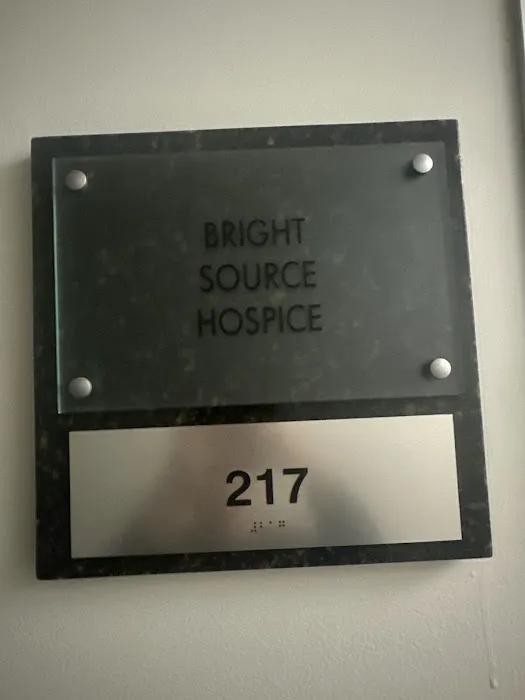 BRIGHT
SOURCE
HOSPICE
217
⠼⠃⠁⠛